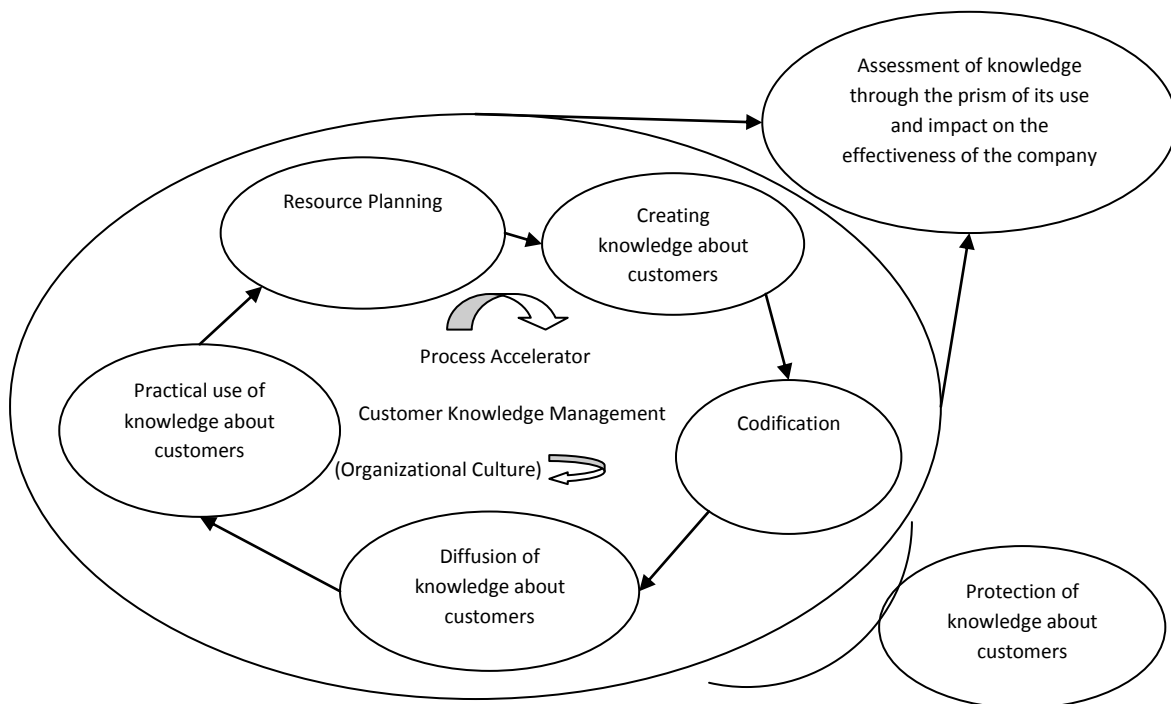 Assessment of knowledge
through the prism of its use
and impact on the
effectiveness of the company
Resource Planning
Creating
knowledge about
customers
Process Accelerator
Practical use of
knowledge about
customers
Customer Knowledge Management
Codification
(Organizational Culture)
Diffusion of
knowledge about
customers
Protection of
knowledge about
customers